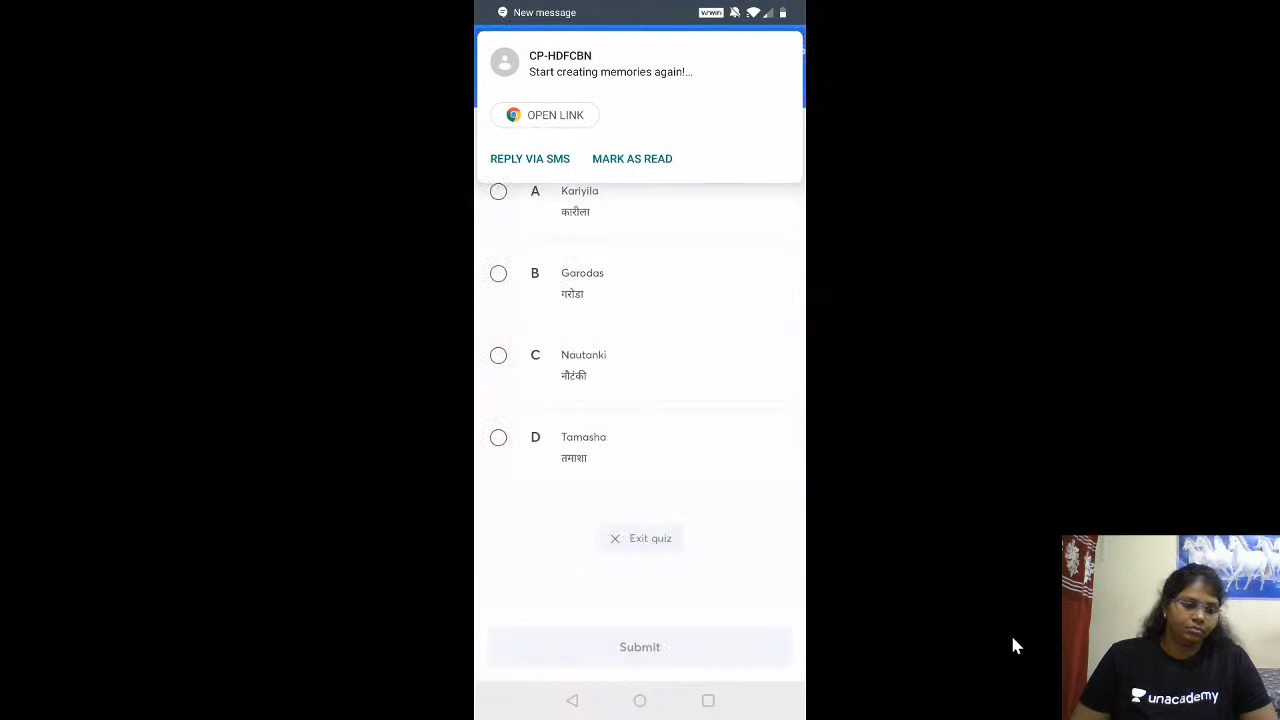 New message
VoWiFi
CP-HDFCBN
Start creating memories again!...
OPEN LINK
REPLY VIA SMS MARK AS READ
A Kariyila
कारीला
B Garodas
गरोडा
C Nautanki
नौटंकी
D Tamasha
तमाशा
Exit quiz
Submit
unacademy